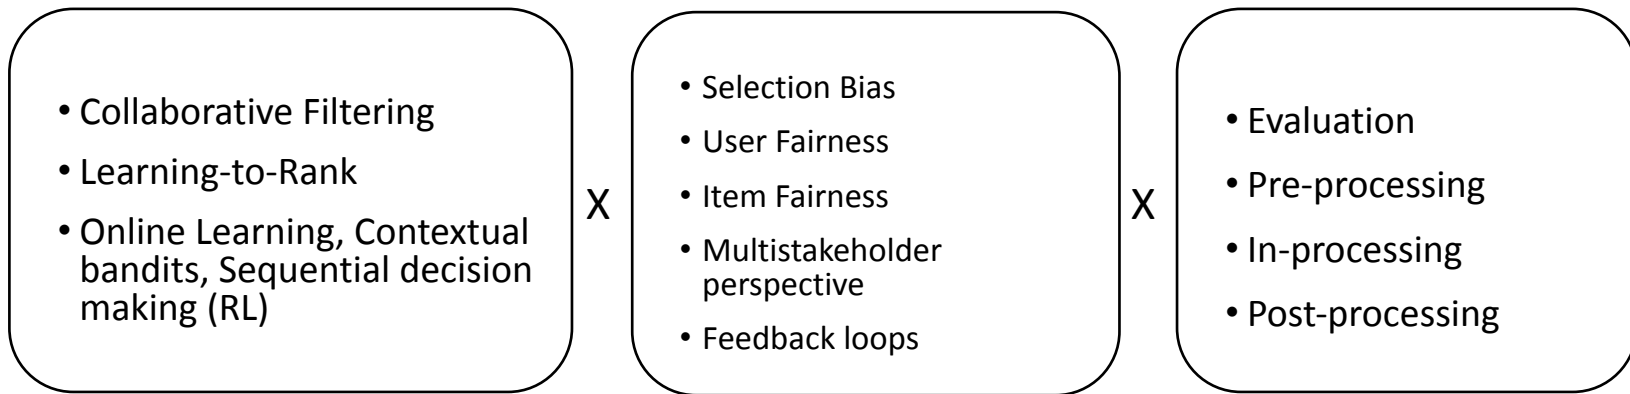 • Collaborative Filtering
• Learning-to-Rank
• Online Learning, Contextual
bandits, Sequential decision
making (RL)
X
• Selection Bias
• User Fairness
• Item Fairness
• Multistakeholder
perspective
• Feedback loops
X
• Evaluation
• Pre-processing
• In-processing
• Post-processing